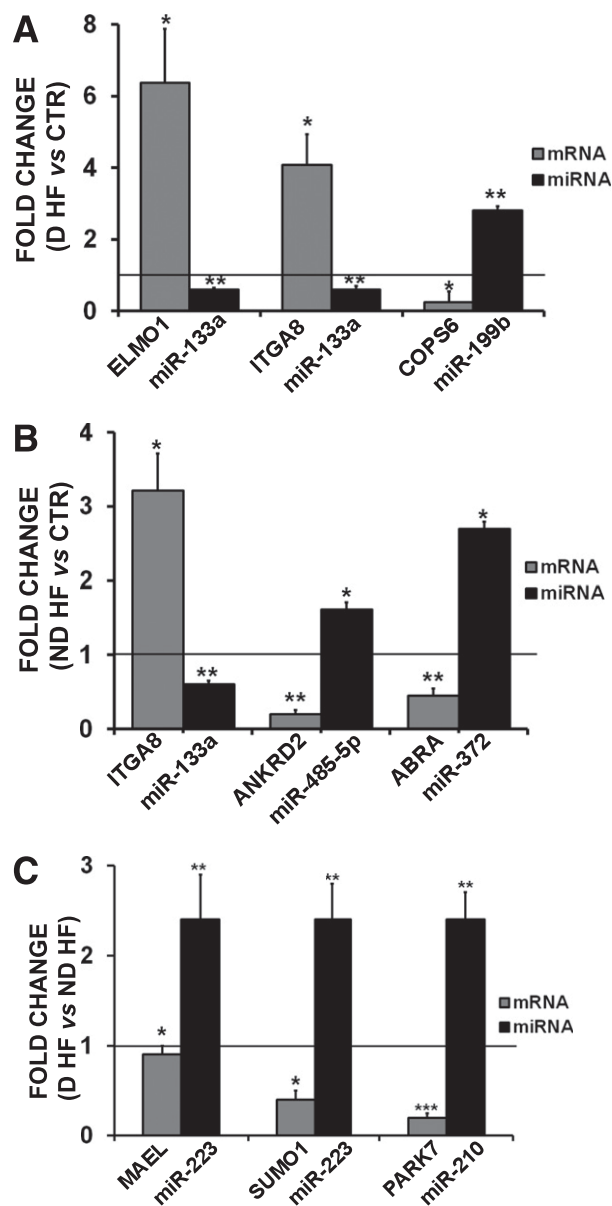 A
FOLD CHANGE
(D HF vs CTR)
8
6
4
2
0
*
**
*
**
*
**
mRNA
miRNA
ELMO1
miR-133a
ITGA8
miR-133a
COPS6
miR-199b
B
FOLD CHANGE
(ND HF vs CTR)
4
3
2
1
0
*
**
**
*
**
*
mRNA
miRNA
ITGA8
miR-133a
ANKRD2
miR-485-5p
ABRA
miR-372
C
FOLD CHANGE
(D HF vs ND HF)
3
2
1
0
*
**
*
**
***
**
mRNA
miRNA
MAEL
miR-223
SUMO1
miR-223
PARK7
miR-210